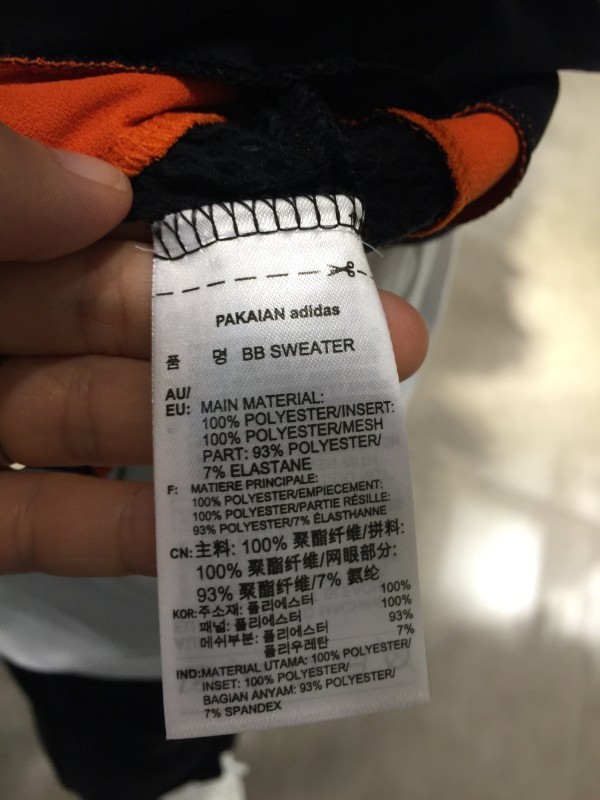 PAKAIAN adidas
품 명 BB SWEATER
AU/
EU: MAIN MATERIAL:
100% POLYESTER/INSERT:
100% POLYESTER/MESH
PART: 93% POLYESTER/
7% ELASTANE
F: MATIERE PRINCIPALE:
100% POLYESTER/EMPIECEMENT:
100% POLYESTER/PARTIE RÉSILLE:
93% POLYESTER/7% ÉLASTHANNE
CN: 主料: 100% 聚酯纤维/拼料:
100% 聚酯纤维/网眼部分:
93% 聚酯纤维/7% 氨纶
KOR: 주소재: 폴리에스터 100%
패널: 폴리에스터 100%
메쉬부분: 폴리에스터 93%
폴리우레탄 7%
IND: MATERIAL UTAMA: 100% POLYESTER/
INSET: 100% POLYESTER/
BAGIAN ANYAM: 93% POLYESTER/
7% SPANDEX